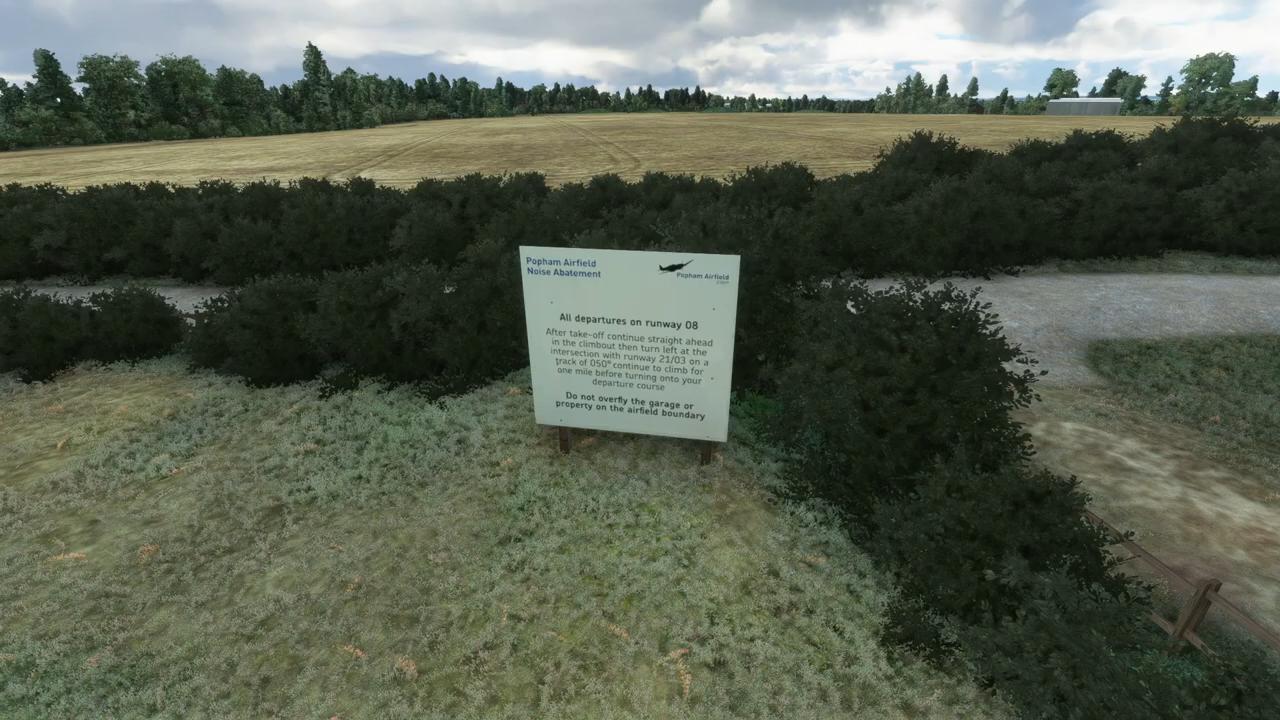 Popham Airfield
Noise Abatement
Popham Airfield
All departures on runway 08
After take-off continue straight ahead
in the climbout then turn left at the
intersection with runway 21/03 on a
track of 050° continue to climb for
one mile before turning onto your
departure course
Do not overfly the garage or
property on the airfield boundary